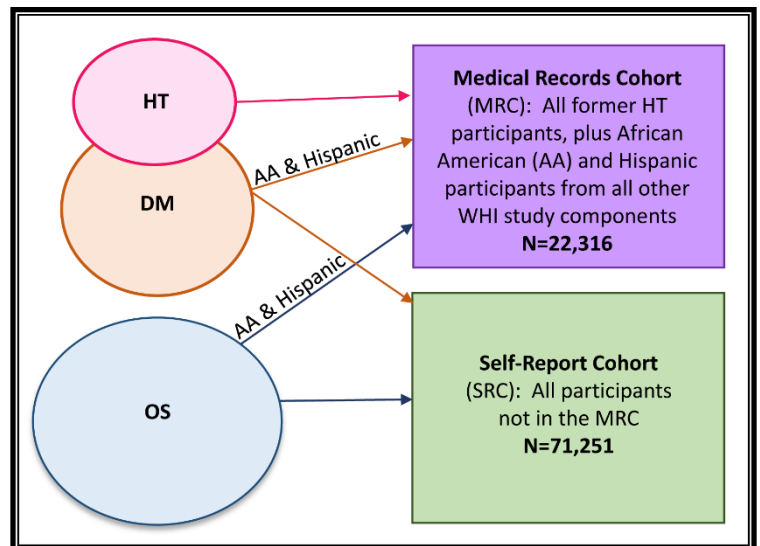 HT
DM
OS
AA & Hispanic
AA & Hispanic
Medical Records Cohort
(MRC):  All former HT
participants, plus African
American (AA) and Hispanic
participants from all other
WHI study components
N=22,316
Self-Report Cohort
(SRC):  All participants
not in the MRC
N=71,251